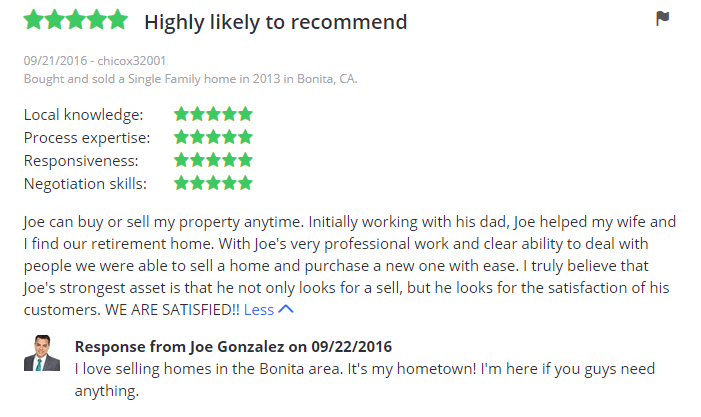 Highly likely to recommend
09/21/2016 - chicox32001
Bought and sold a Single Family home in 2013 in Bonita, CA.
Local knowledge:
Process expertise:
Responsiveness:
Negotiation skills:
Joe can buy or sell my property anytime. Initially working with his dad, Joe helped my wife and
I find our retirement home. With Joe's very professional work and clear ability to deal with
people we were able to sell a home and purchase a new one with ease. I truly believe that
Joe's strongest asset is that he not only looks for a sell, but he looks for the satisfaction of his
customers. WE ARE SATISFIED!! Less
Response from Joe Gonzalez on 09/22/2016
I love selling homes in the Bonita area. It's my hometown! I'm here if you guys need
anything.